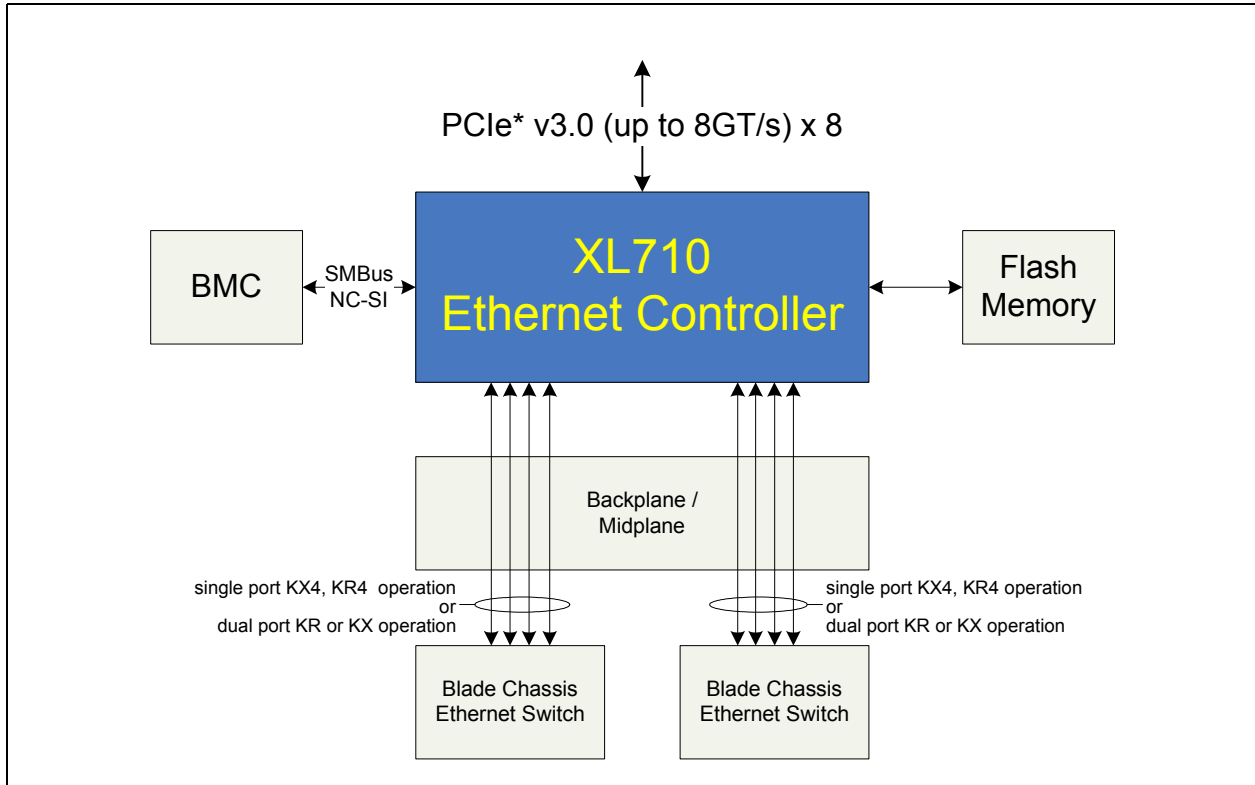 PCIe* v3.0 (up to 8GT/s) x 8
XL710
Ethernet Controller
BMC
SMBus
NC-SI
Flash
Memory
Backplane /
Midplane
single port KX4, KR4 operation
or
dual port KR or KX operation
single port KX4, KR4 operation
or
dual port KR or KX operation
Blade Chassis
Ethernet Switch
Blade Chassis
Ethernet Switch